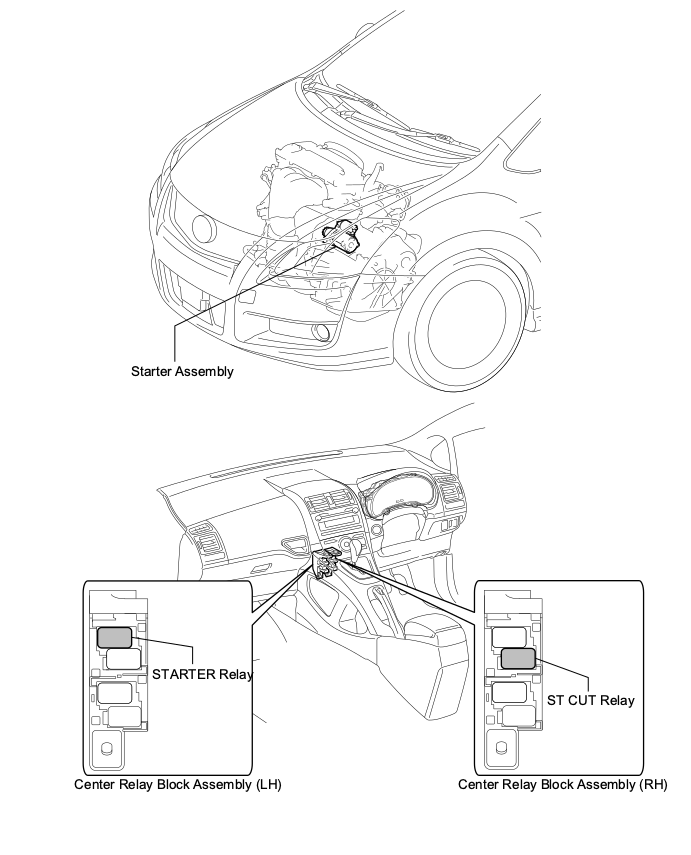 Starter Assembly
STARTER Relay
ST CUT Relay
Center Relay Block Assembly (LH)
Center Relay Block Assembly (RH)